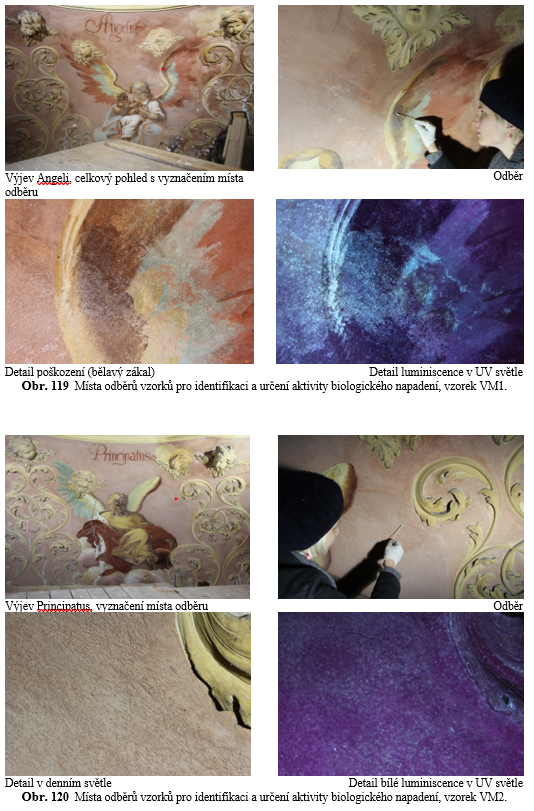 Angeli
Výjev Angeli, celkový pohled s vyznačením místa
odběru
Odběr
Detail poškození (bělavý zákal)
Detail luminiscence v UV světle
Obr. 119 Místa odběrů vzorků pro identifikaci a určení aktivity biologického napadení, vzorek VM1.
Principatus
Výjev Principatus, vyznačení místa odběru
Odběr
Detail v denním světle
Detail bílé luminiscence v UV světle
Obr. 120 Místa odběrů vzorků pro identifikaci a určení aktivity biologického napadení, vzorek VM2.